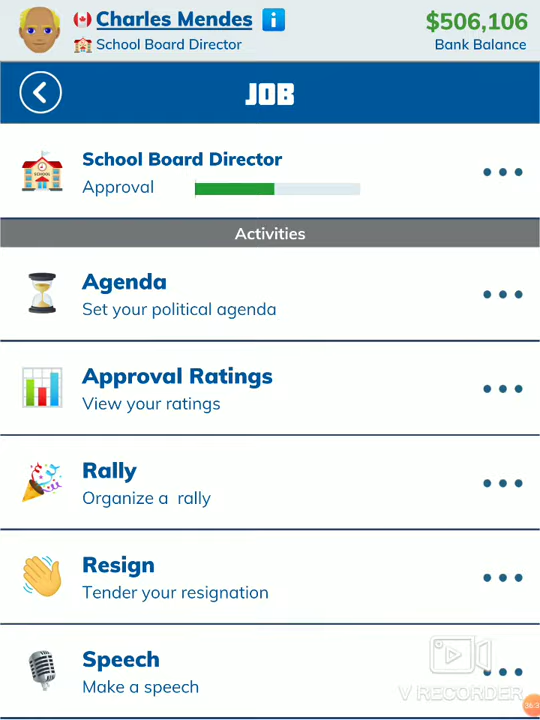 Charles Mendes
$506,106
School Board Director
Bank Balance
JOB
School Board Director
Approval
Activities
Agenda
Set your political agenda
Approval Ratings
View your ratings
Rally
Organize a rally
Resign
Tender your resignation
Speech
Make a speech
V RECORDER